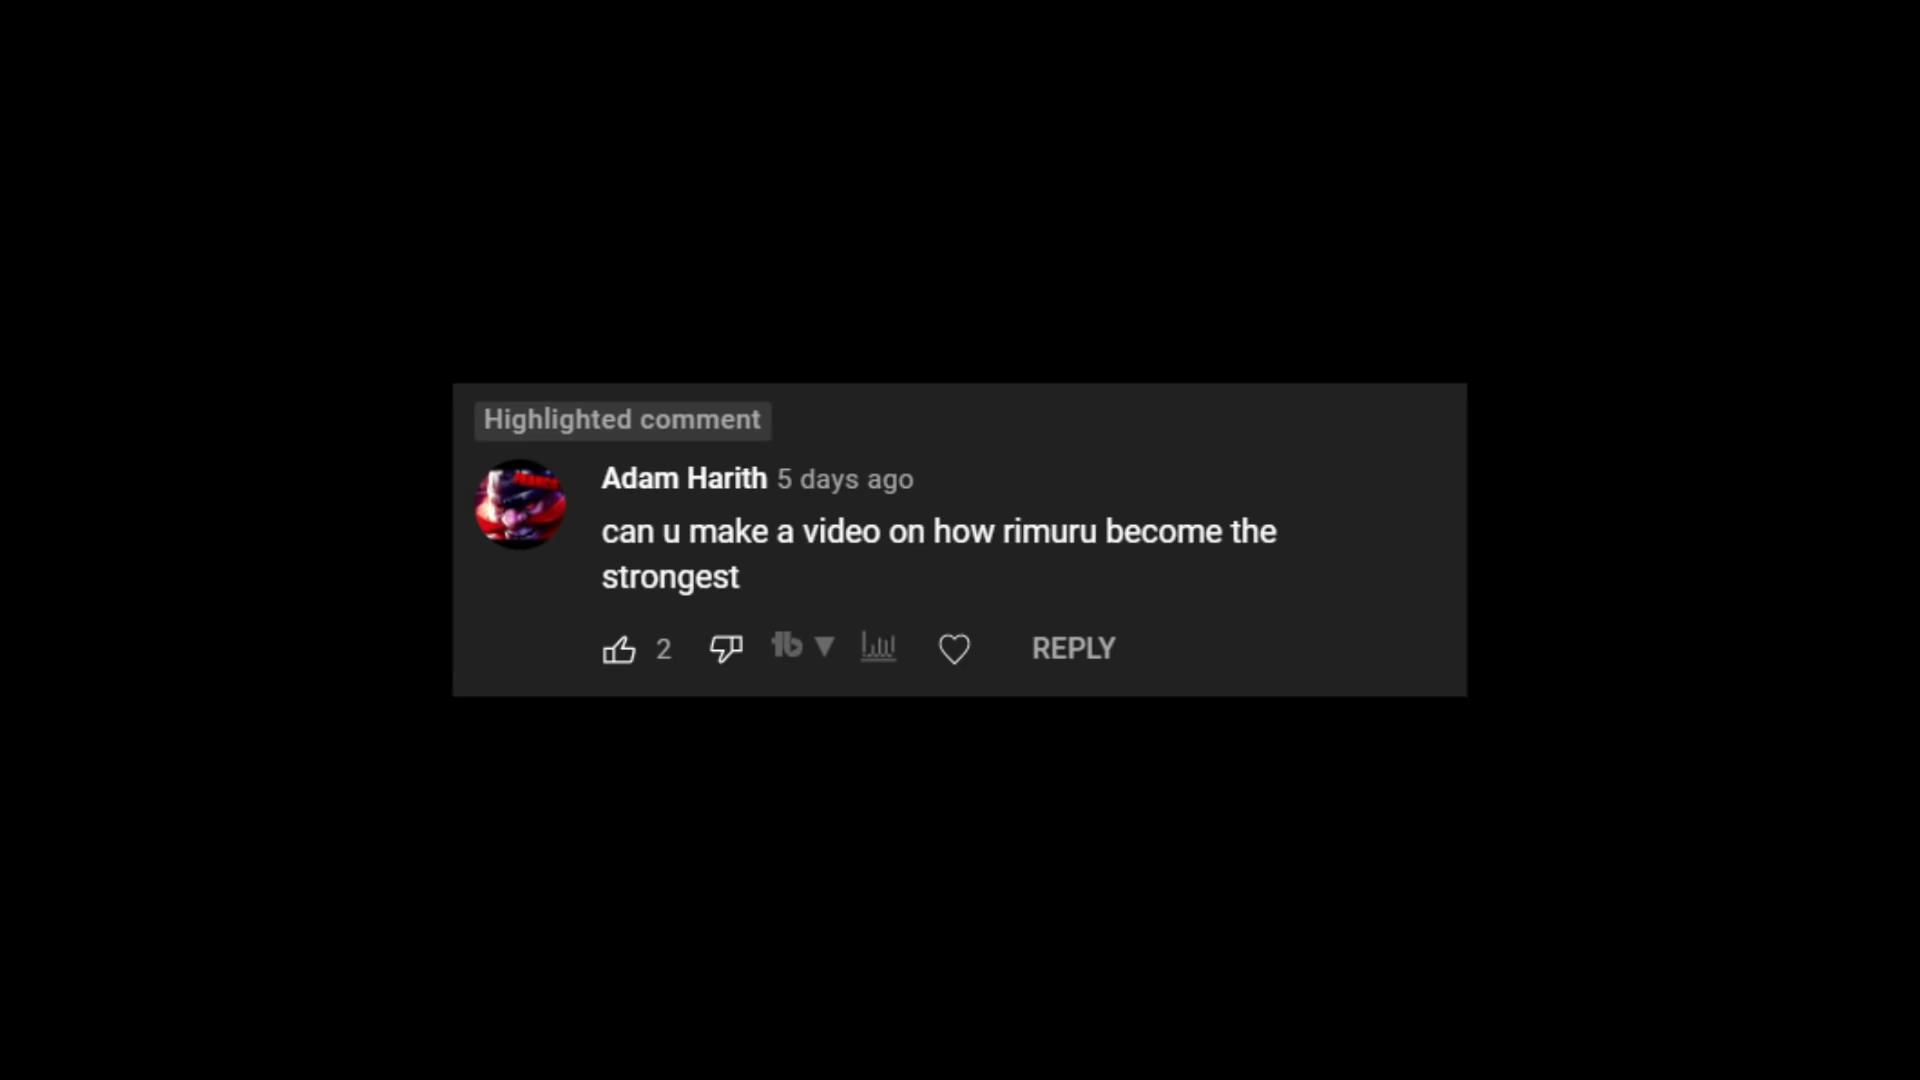 Highlighted comment
Adam Harith 5 days ago
can u make a video on how rimuru become the
strongest
2 REPLY